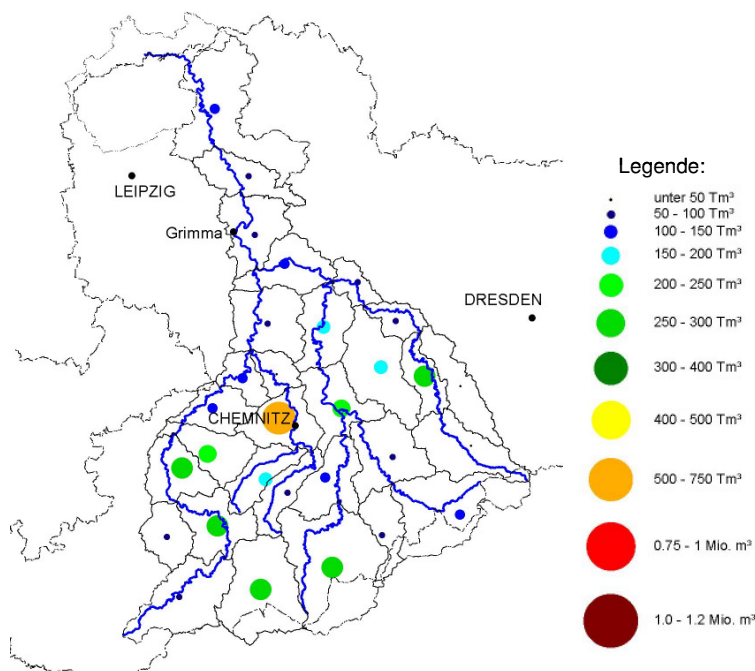 LEIPZIG
Grimma
DRESDEN
CHEMNITZ
Legende:
unter 50 Tm³
50 - 100 Tm³
100 - 150 Tm³
150 - 200 Tm³
200 - 250 Tm³
250 - 300 Tm³
300 - 400 Tm³
400 - 500 Tm³
500 - 750 Tm³
0.75 - 1 Mio. m³
1.0 - 1.2 Mio. m³